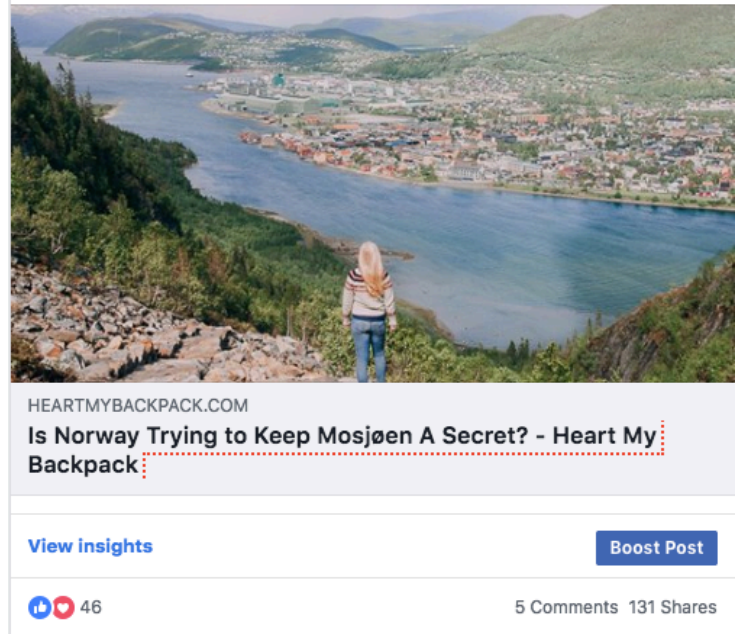 HEARTMYBACKPACK.COM
Is Norway Trying to Keep Mosjøen A Secret? - Heart My
Backpack
View insights
Boost Post
46
5 Comments 131 Shares